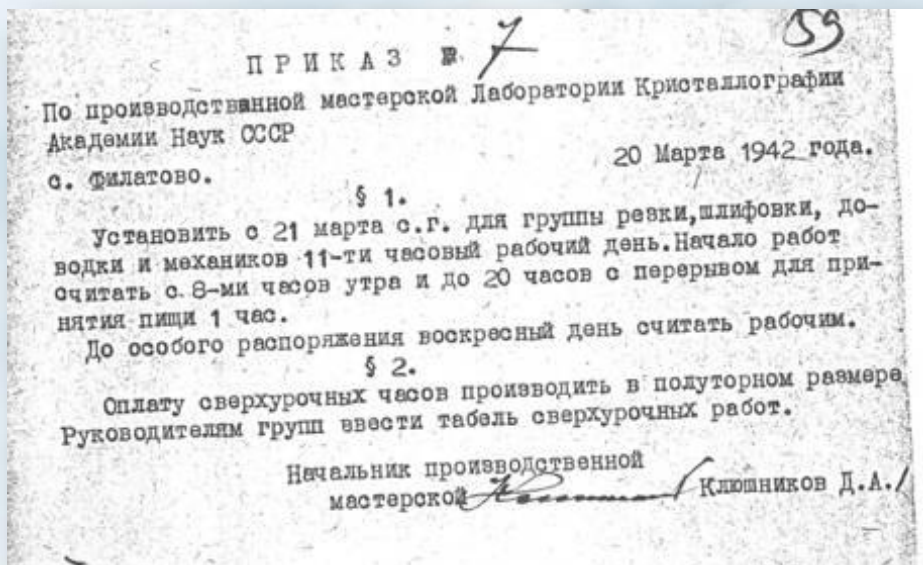 59
ПРИКАЗ № 7
По производственной мастерской Лаборатории Кристаллографии
Академии Наук СССР
20 Марта 1942 года.
с. Филатово.
§ 1.
Установить с 21 марта с.г. для группы резки,шлифовки, до-
водки и механиков 11-ти часовый рабочий день.Начало работ
считать с 8-ми часов утра и до 20 часов с перерывом для при-
нятия пищи 1 час.
До особого распоряжения воскресный день считать рабочим.
§ 2.
Оплату сверхурочных часов производить в полуторном размере
Руководителям групп ввести табель сверхурочных работ.
Начальник производственной
мастерской /Клюшников Д.А./